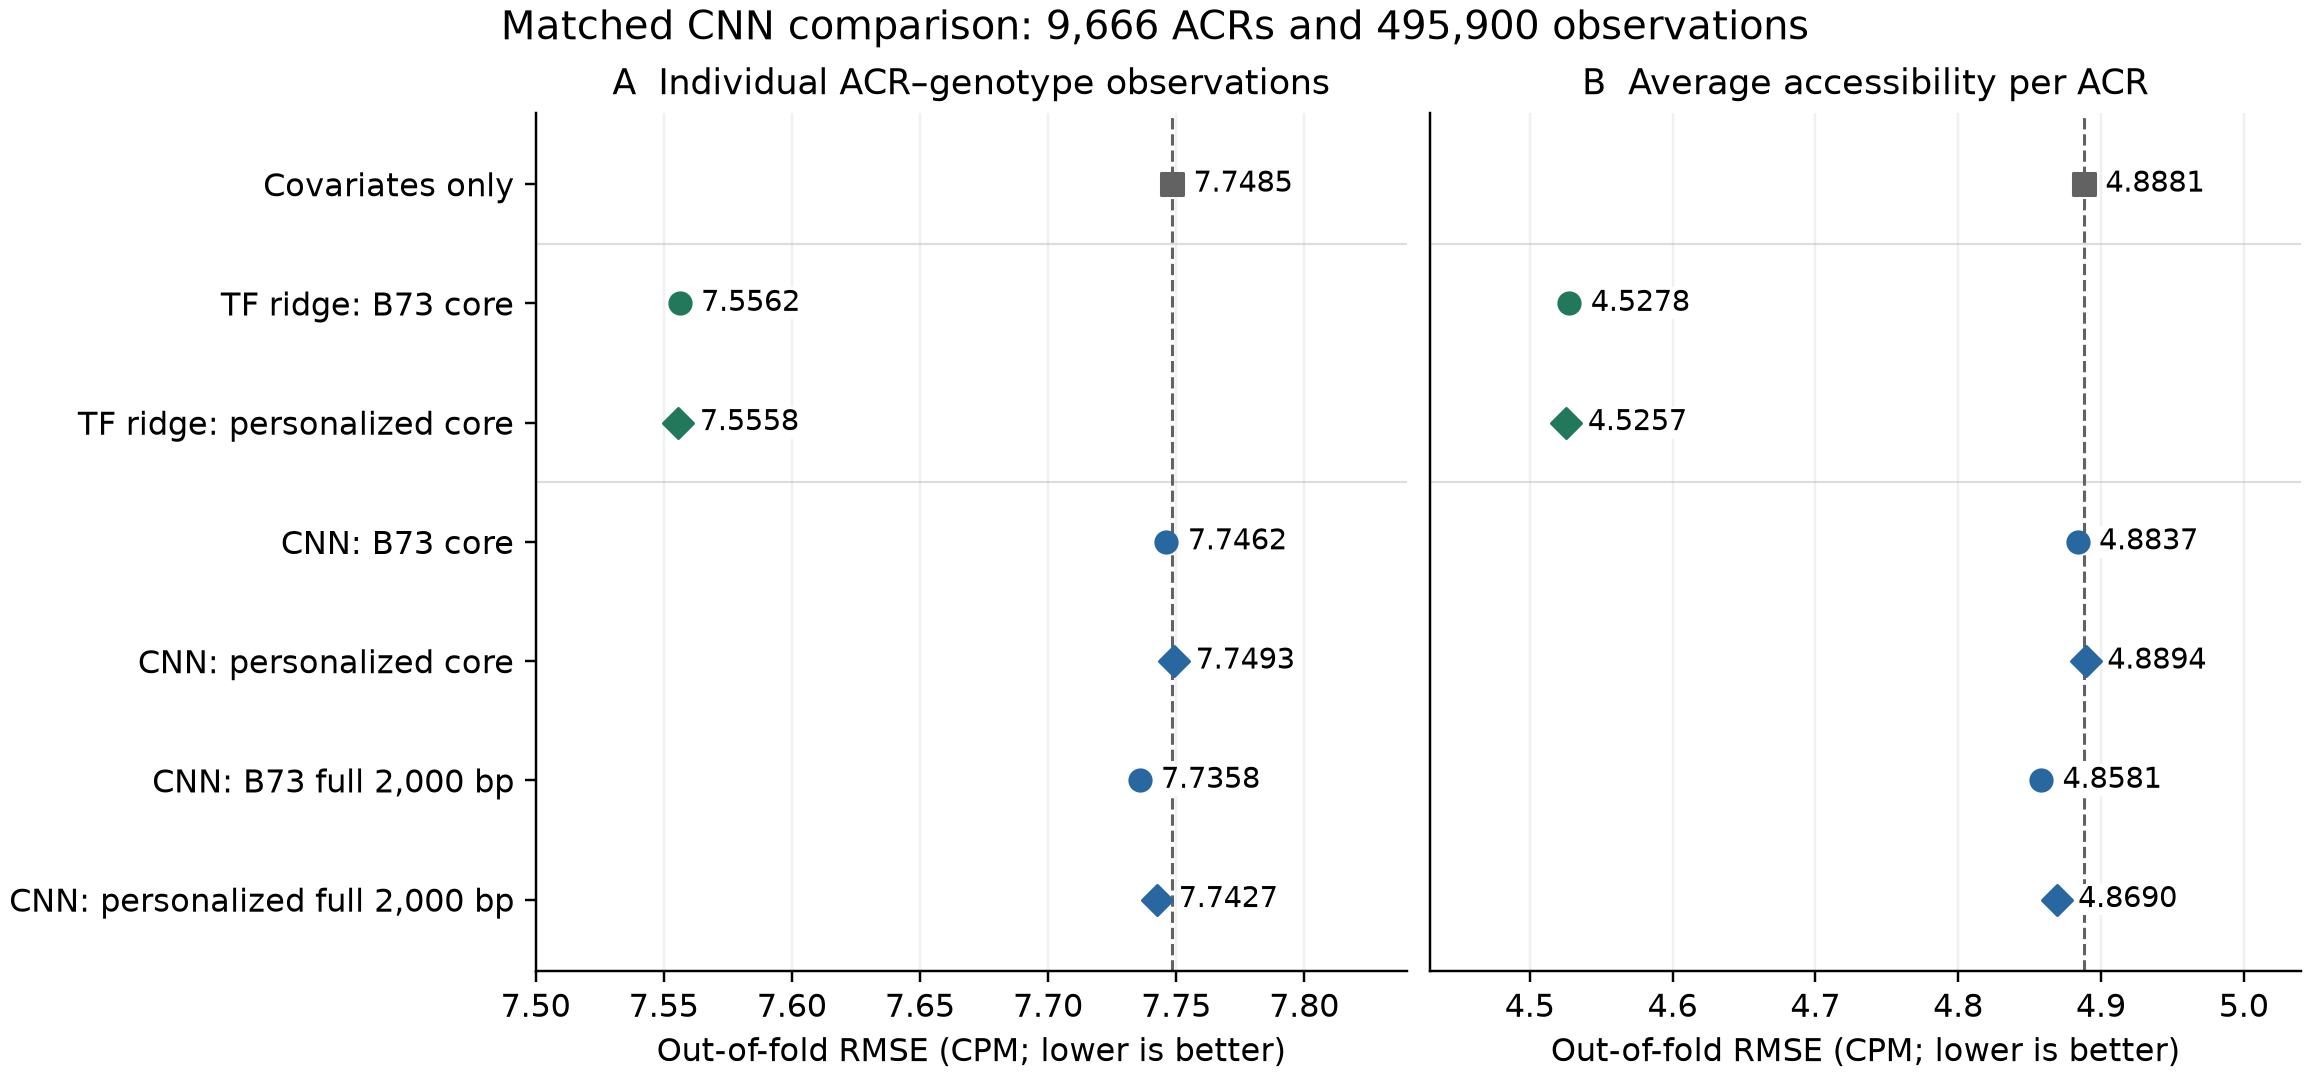 Matched CNN comparison: 9,666 ACRs and 495,900 observations
A  Individual ACR–genotype observations
B  Average accessibility per ACR
Covariates only
7.7485
4.8881
TF ridge: B73 core
7.5562
4.5278
TF ridge: personalized core
7.5558
4.5257
CNN: B73 core
7.7462
4.8837
CNN: personalized core
7.7493
4.8894
CNN: B73 full 2,000 bp
7.7358
4.8581
CNN: personalized full 2,000 bp
7.7427
4.8690
7.50 7.55 7.60 7.65 7.70 7.75 7.80
4.5 4.6 4.7 4.8 4.9 5.0
Out-of-fold RMSE (CPM; lower is better)
Out-of-fold RMSE (CPM; lower is better)